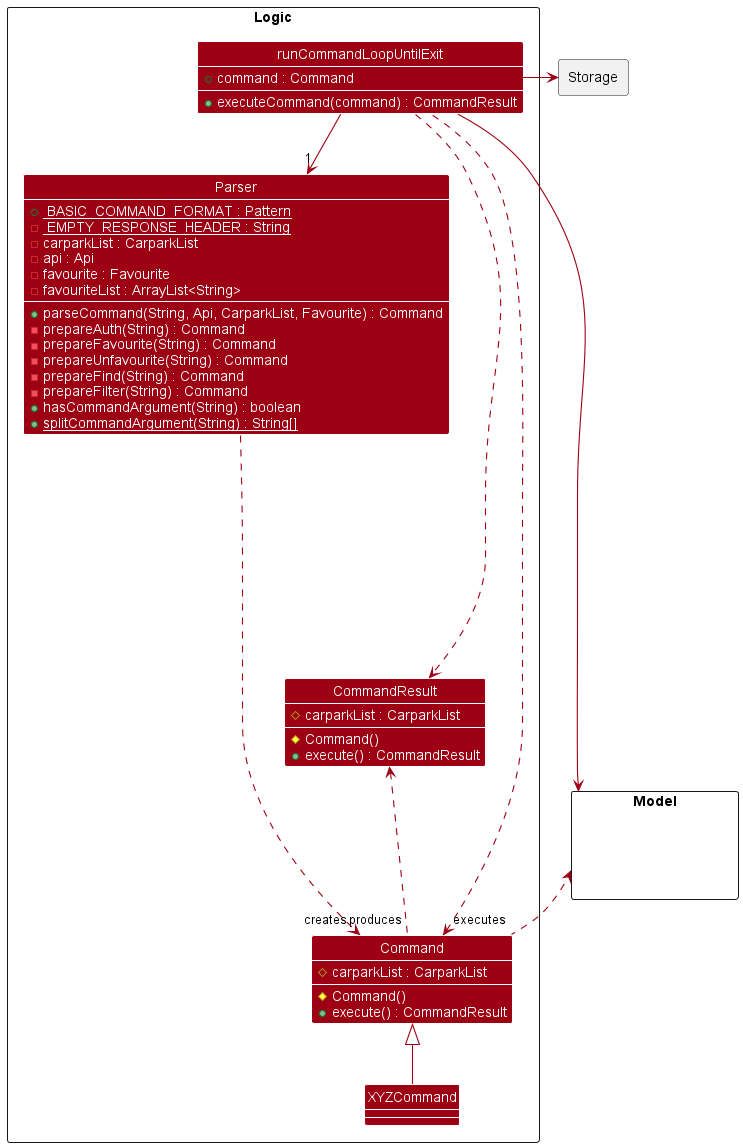 Logic
runCommandLoopUntilExit
command : Command
executeCommand(command) : CommandResult
Storage
1
Parser
BASIC_COMMAND_FORMAT : Pattern
EMPTY_RESPONSE_HEADER : String
carparkList : CarparkList
api : Api
favourite : Favourite
favouriteList : ArrayList<String>
parseCommand(String, Api, CarparkList, Favourite) : Command
prepareAuth(String) : Command
prepareFavourite(String) : Command
prepareUnfavourite(String) : Command
prepareFind(String) : Command
prepareFilter(String) : Command
hasCommandArgument(String) : boolean
splitCommandArgument(String) : String[]
CommandResult
carparkList : CarparkList
Command()
execute() : CommandResult
Model
creates
produces
executes
Command
carparkList : CarparkList
Command()
execute() : CommandResult
XYZCommand